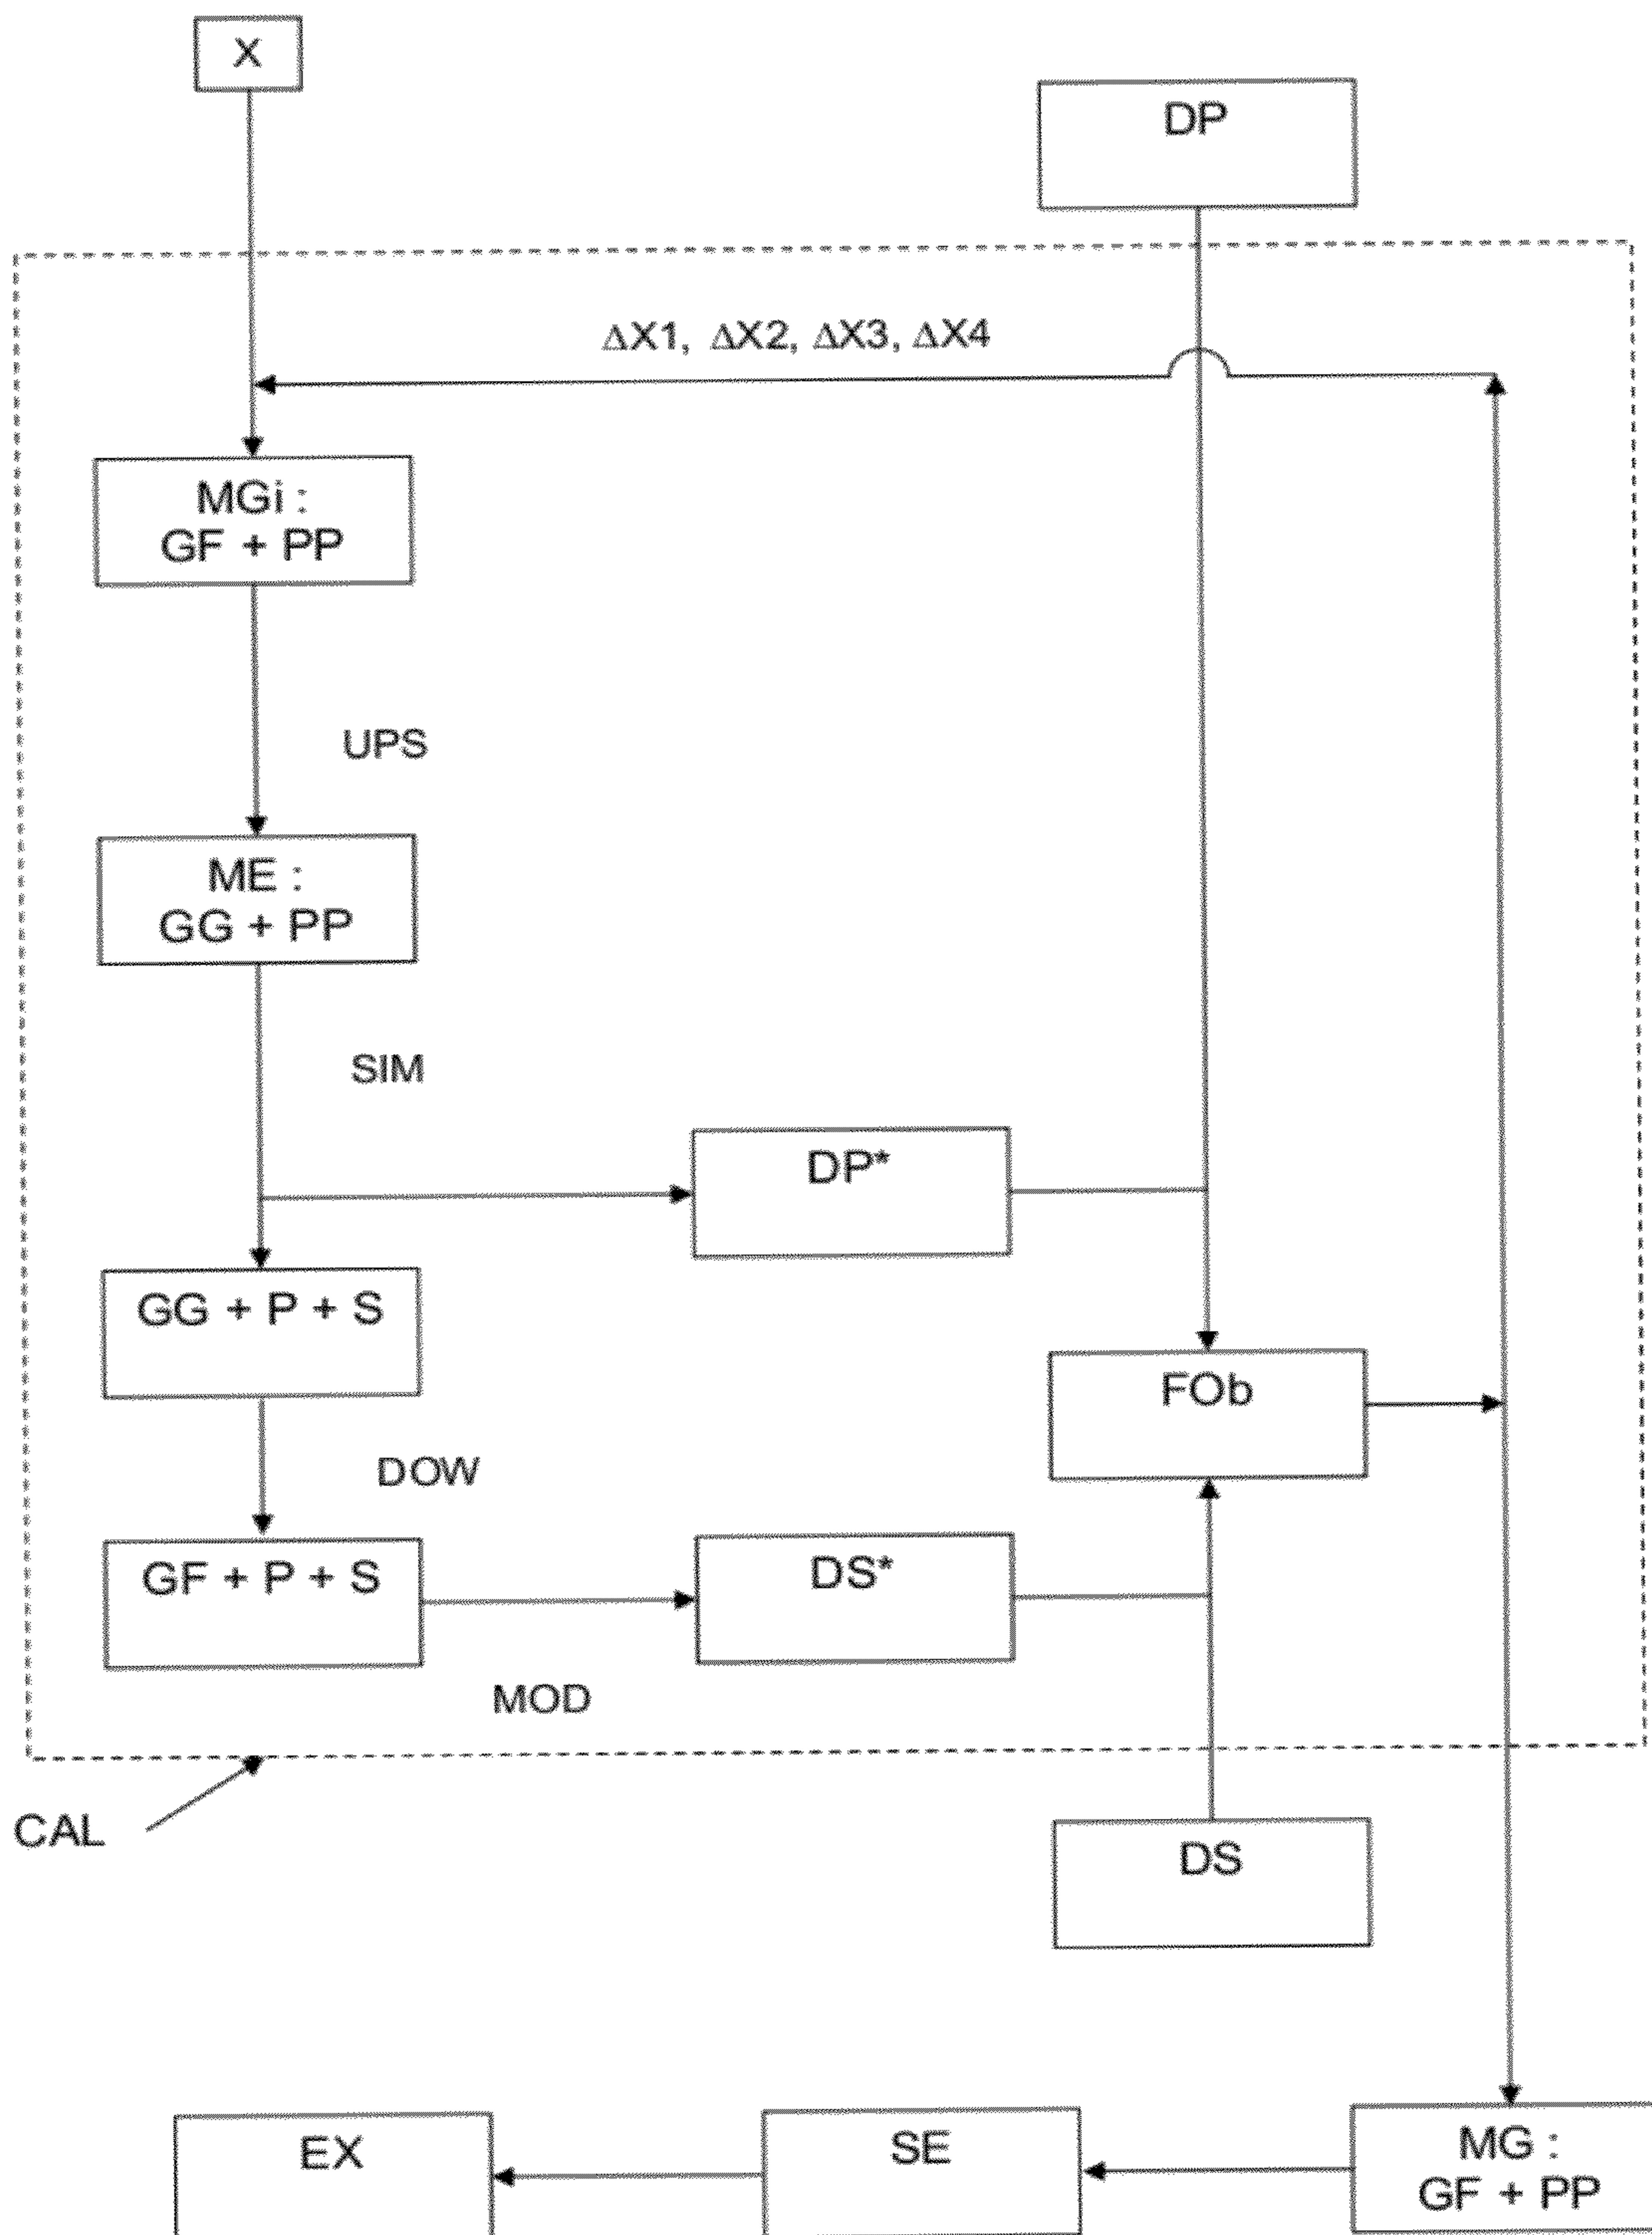 X
DP
ΔX1, ΔX2, ΔX3, ΔX4
MGi :
GF + PP
UPS
ME :
GG + PP
SIM
DP*
GG + P + S
FOb
DOW
GF + P + S
DS*
MOD
CAL
DS
EX
SE
MG :
GF + PP